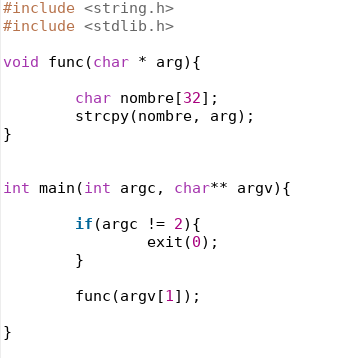 #include <string.h>
#include <stdlib.h>
void func(char * arg){
char nombre[32];
strcpy(nombre, arg);
}
int main(int argc, char** argv){
if(argc != 2){
exit(0);
}
func(argv[1]);
}